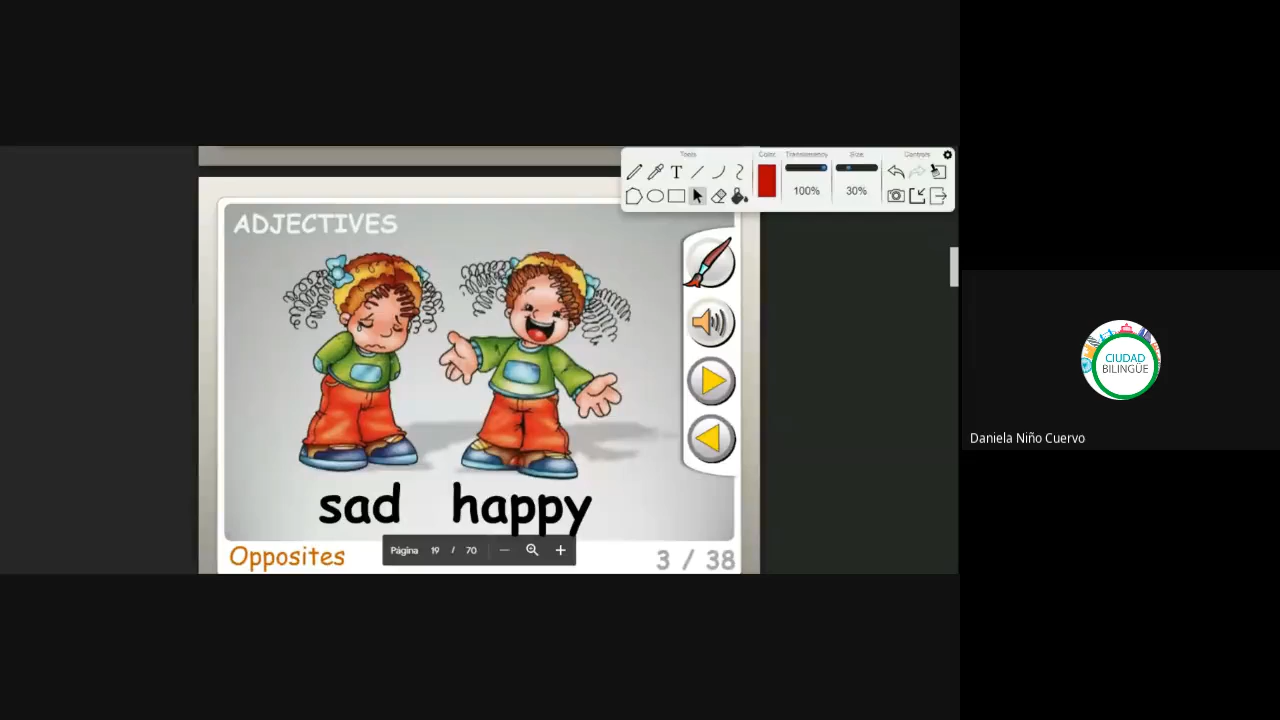 Tools
Color
Transparency
Size
Controls
T
100%
30%
ADJECTIVES
sad happy
Página 19 / 70
Opposites
3 / 38
CIUDAD
BILINGÜE
Daniela Niño Cuervo